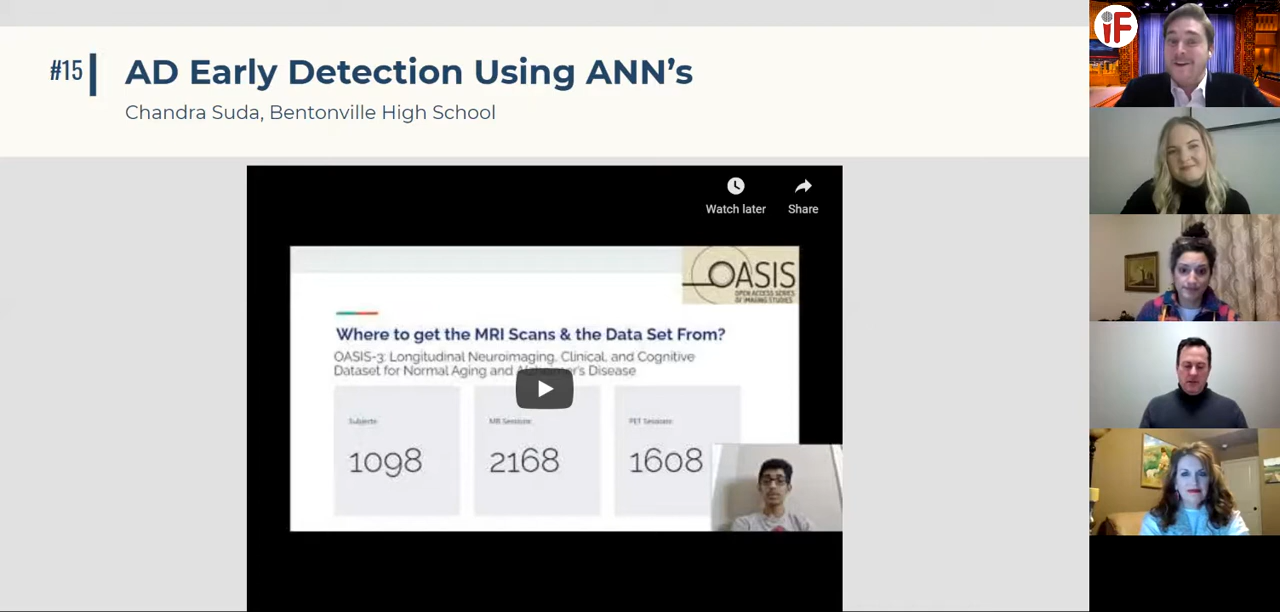 #15
AD Early Detection Using ANN's
Chandra Suda, Bentonville High School
iF
Watch later
Share
OASIS
OPEN ACCESS SERIES
OF IMAGING STUDIES
Where to get the MRI Scans & the Data Set From?
OASIS-3: Longitudinal Neuroimaging, Clinical, and Cognitive
Dataset for Normal Aging and Alzheimer's Disease
Subjects:
MR Sessions:
PET Sessions:
1098
2168
1608